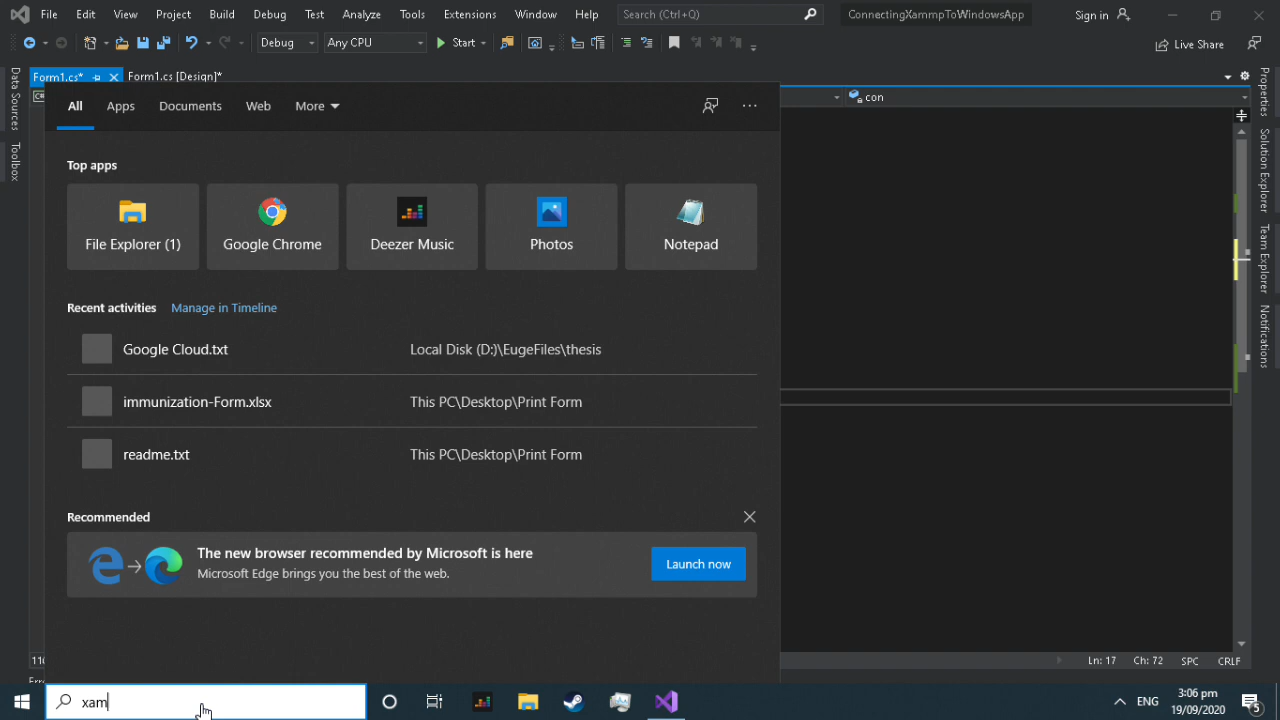 File Edit View Project Build Debug Test Analyze Tools Extensions Window Help Search (Ctrl+Q) ConnectingXammpToWindowsApp Sign in
Debug Any CPU Start Live Share
Form1.cs* Form1.cs [Design]*
con
Data Sources
Toolbox
All Apps Documents Web More
Top apps
File Explorer (1) Google Chrome Deezer Music Photos Notepad
Recent activities Manage in Timeline
Google Cloud.txt Local Disk (D:)\EugeFiles\thesis
immunization-Form.xlsx This PC\Desktop\Print Form
readme.txt This PC\Desktop\Print Form
Recommended
The new browser recommended by Microsoft is here
Microsoft Edge brings you the best of the web.
Launch now
Properties
Solution Explorer
Team Explorer
Notifications
Ln: 17 Ch: 72 SPC CRLF
xam
ENG
3:06 pm
19/09/2020
5